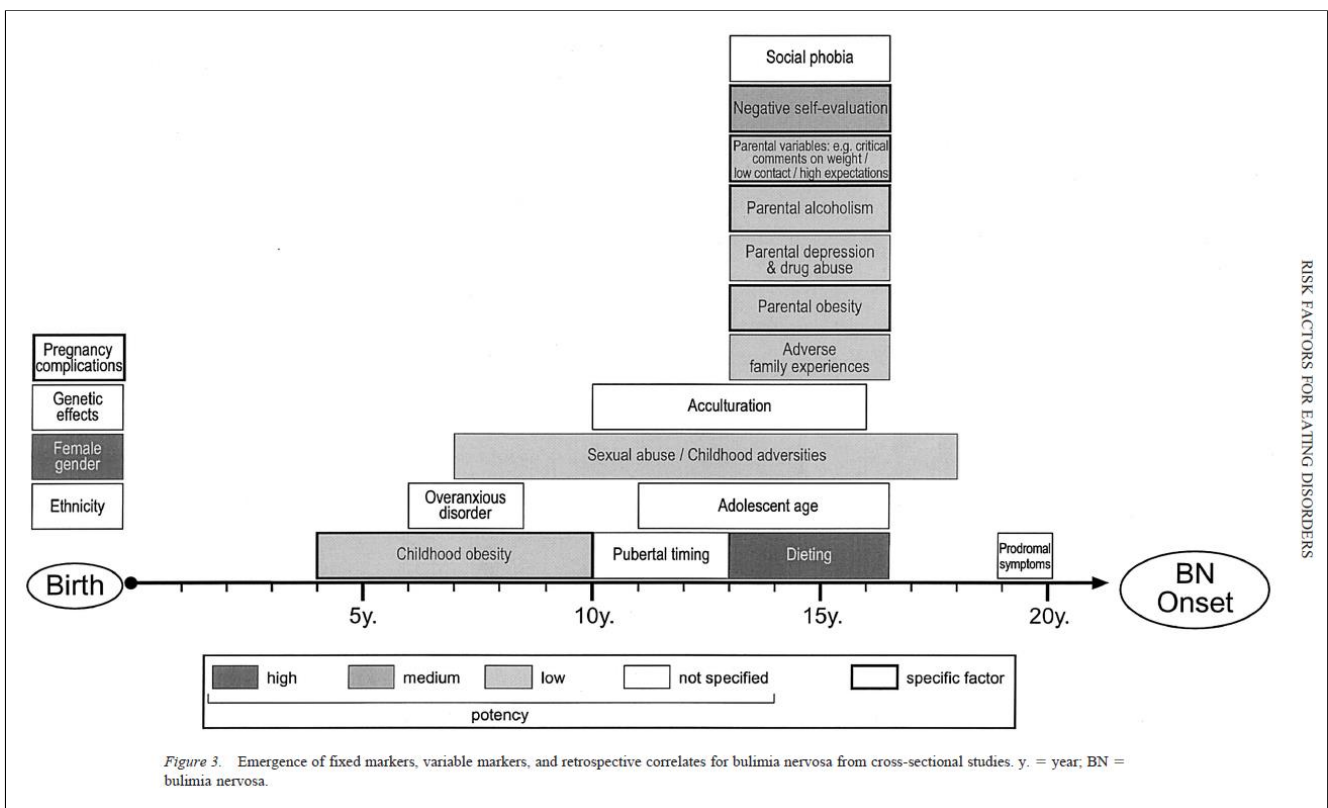 Social phobia
Negative self-evaluation
Parental variables: e.g. critical
comments on weight /
low contact / high expectations
Parental alcoholism
Parental depression
& drug abuse
Parental obesity
Adverse
family experiences
Pregnancy
complications
Genetic
effects
Acculturation
Female
gender
Sexual abuse / Childhood adversities
Ethnicity
Overanxious
disorder
Adolescent age
Childhood obesity
Pubertal timing
Dieting
Prodromal
symptoms
Birth
BN
Onset
5y.
10y.
15y.
20y.
high
medium
low
not specified
specific factor
potency
RISK FACTORS FOR EATING DISORDERS
Figure 3. Emergence of fixed markers, variable markers, and retrospective correlates for bulimia nervosa from cross-sectional studies. y. = year; BN =
bulimia nervosa.